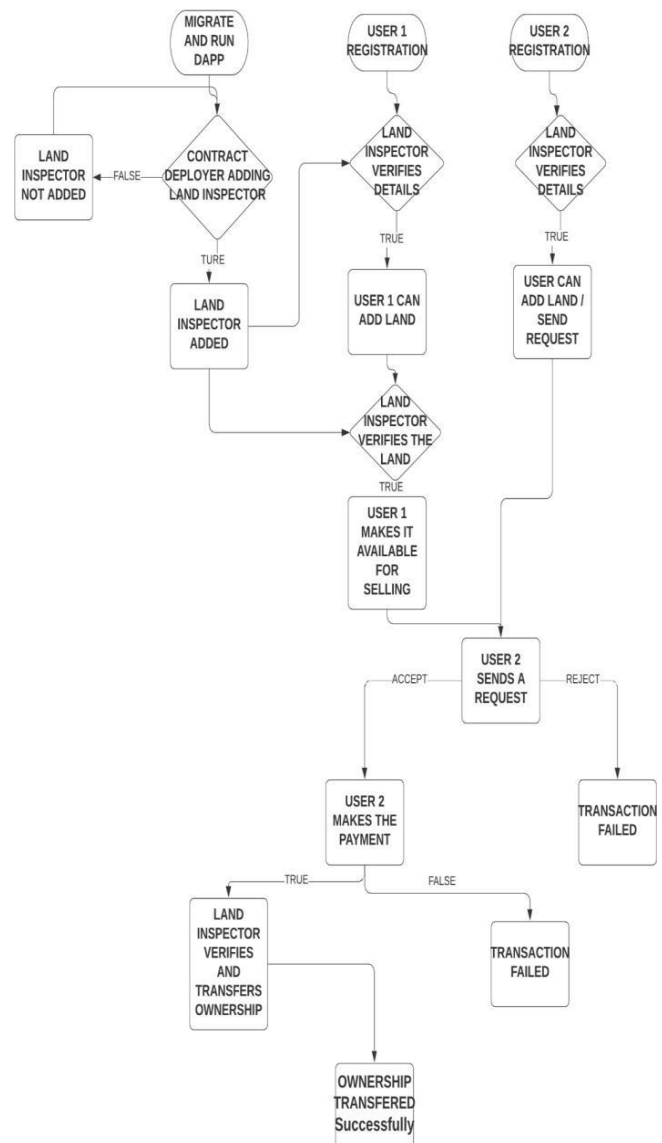 MIGRATE
AND RUN
DAPP
USER 1
REGISTRATION
USER 2
REGISTRATION
LAND
INSPECTOR
NOT ADDED
FALSE
CONTRACT
DEPLOYER ADDING
LAND INSPECTOR
LAND
INSPECTOR
VERIFIES
DETAILS
LAND
INSPECTOR
VERIFIES
DETAILS
TURE
TRUE
TRUE
LAND
INSPECTOR
ADDED
USER 1 CAN
ADD LAND
USER CAN
ADD LAND /
SEND
REQUEST
LAND
INSPECTOR
VERIFIES THE
LAND
TRUE
USER 1
MAKES IT
AVAILABLE
FOR
SELLING
USER 2
SENDS A
REQUEST
ACCEPT
REJECT
USER 2
MAKES THE
PAYMENT
TRANSACTION
FAILED
TRUE
FALSE
LAND
INSPECTOR
VERIFIES
AND
TRANSFERS
OWNERSHIP
TRANSACTION
FAILED
OWNERSHIP
TRANSFERED
Successfully